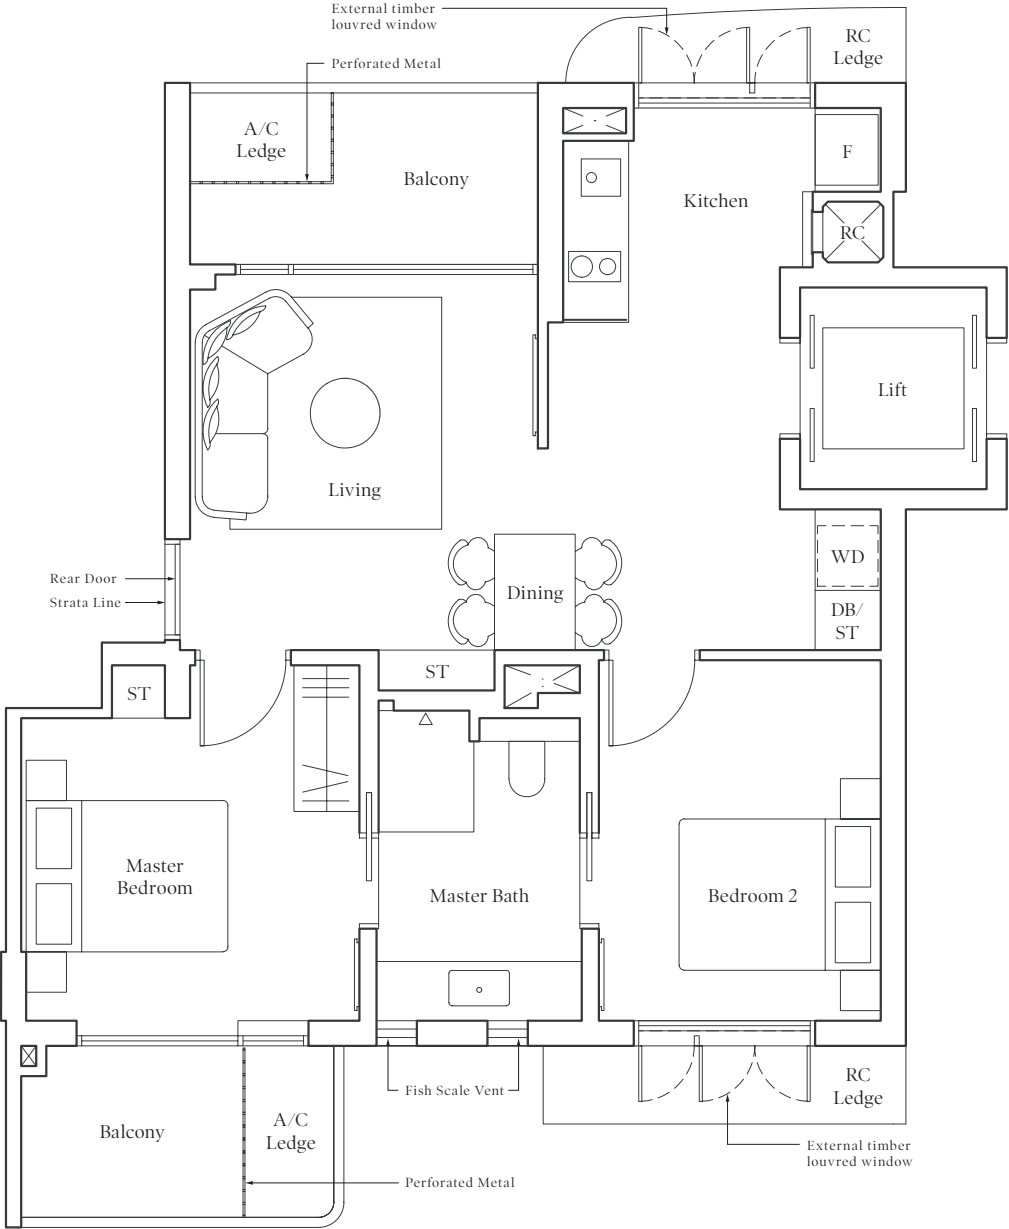 External timber
louvred window
RC
Ledge
Perforated Metal
A/C
Ledge
Balcony
F
Kitchen
RC
Lift
Living
WD
Rear Door
Dining
Strata Line
DB/
ST
ST
ST
Master
Bedroom
Master Bath
Bedroom 2
RC
Ledge
Fish Scale Vent
A/C
Ledge
Balcony
External timber
louvred window
Perforated Metal